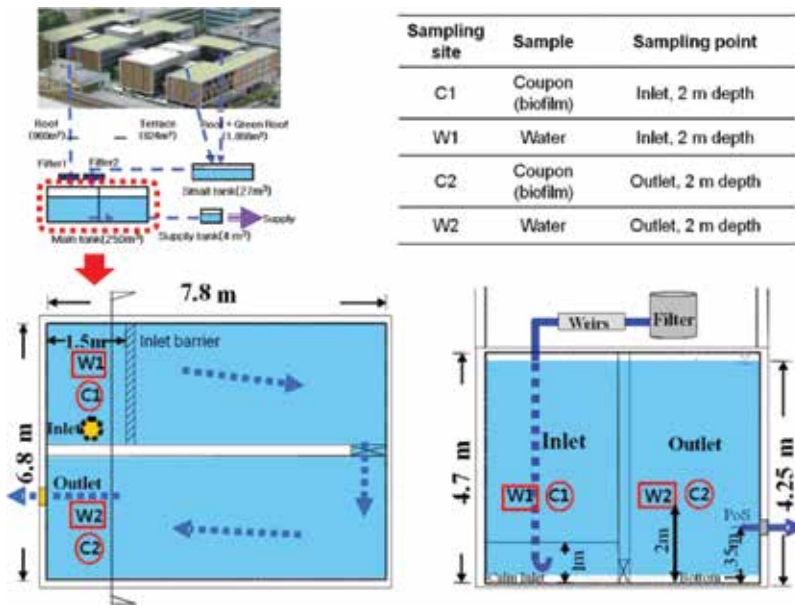 Sampling site Sample Sampling point
C1 Coupon (biofilm) Inlet, 2 m depth
W1 Water Inlet, 2 m depth
C2 Coupon (biofilm) Outlet, 2 m depth
W2 Water Outlet, 2 m depth
Roof Terrace Roof + Green Roof
Filter1 Filter2
Small tank(27m³)
Supply
Main tank(250m³) Supply tank(4 m³)
7.8 m
1.5m Inlet barrier
W1
C1
Inlet
6.8 m
Outlet
W2
C2
Weirs Filter
4.7 m
Inlet Outlet
W1 C1 W2 C2
4.25 m
PoS
2m
1m
Calm Inlet Bottom